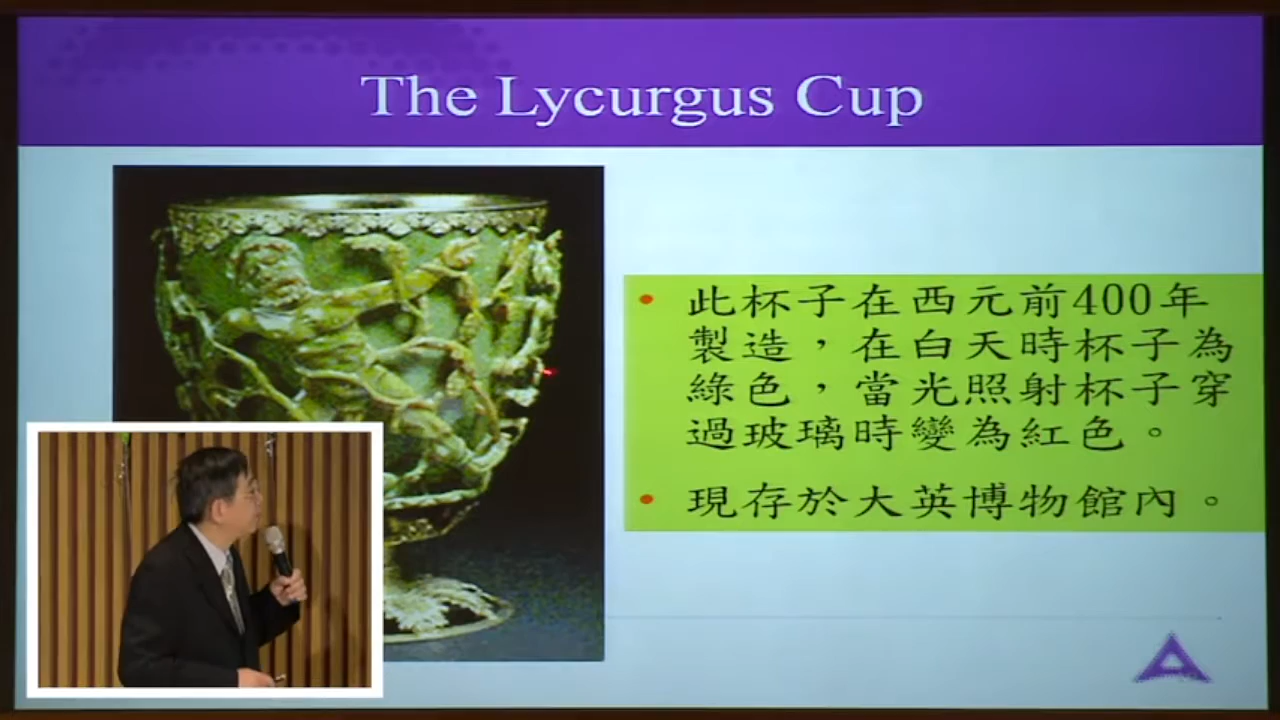 The Lycurgus Cup
• 此杯子在西元前400年
製造，在白天時杯子為
綠色，當光照射杯子穿
過玻璃時變為紅色。
• 現存於大英博物館內。